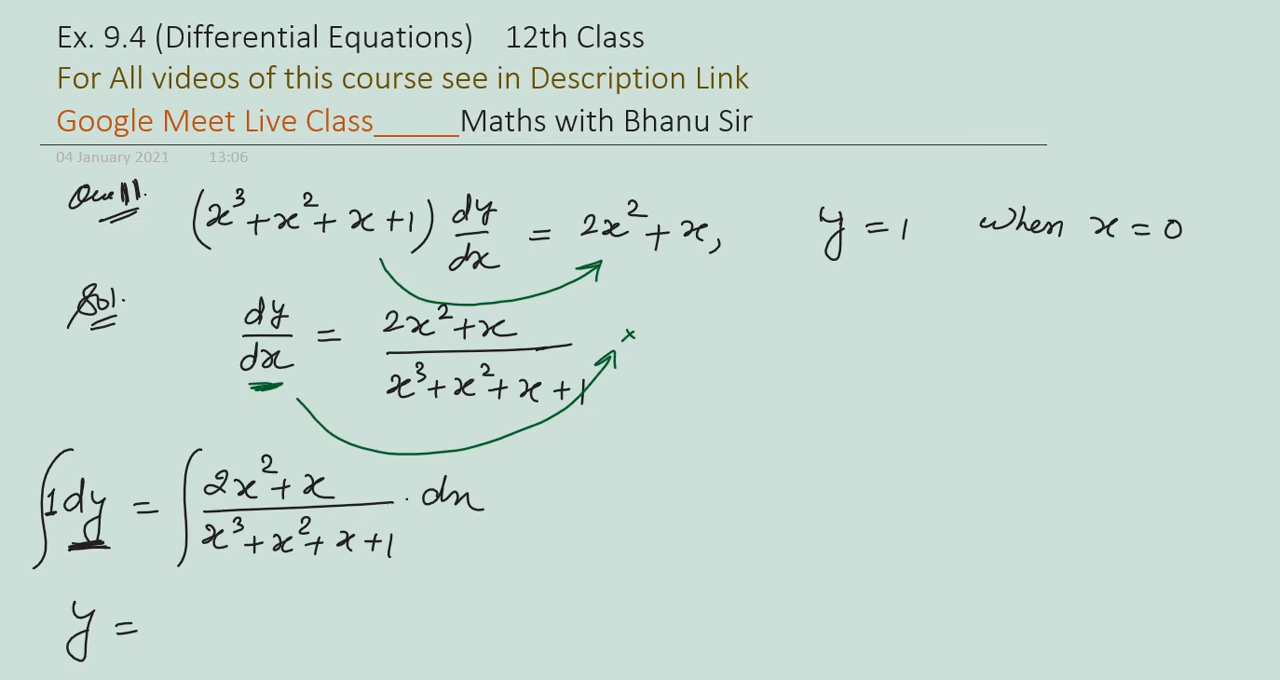 Ex. 9.4 (Differential Equations) 12th Class
For All videos of this course see in Description Link
Google Meet Live Class_____Maths with Bhanu Sir
04 January 2021 13:06
Que 11. (x³+x²+x+1) dy/dx = 2x²+x, y=1 when x=0
Sol. dy/dx = 2x²+x / x³+x²+x+1 ×
∫1dy = ∫ 2x²+x / x³+x²+x+1 · dx
y =